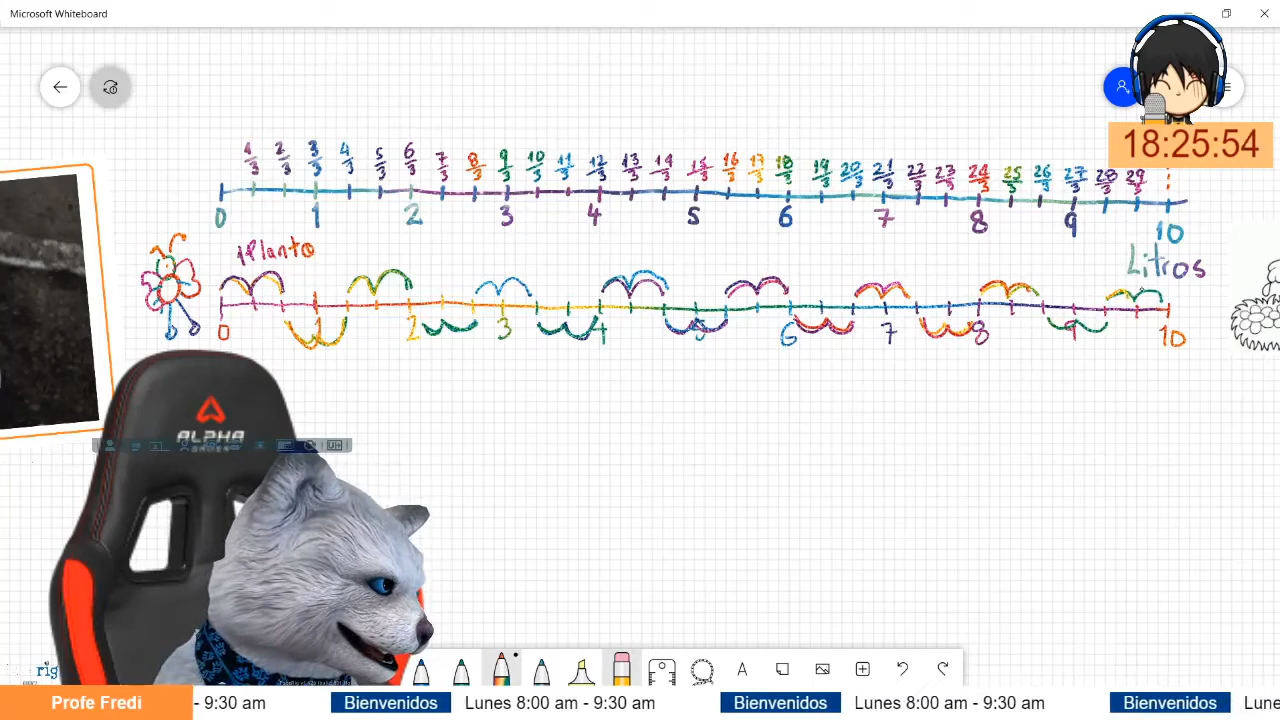 Microsoft Whiteboard
18:25:54
1/3 2/3 3/3 4/3 5/3 6/3 7/3 8/3 9/3 10/3 11/3 12/3 13/3 14/3 15/3 16/3 17/3 18/3 19/3 20/3 21/3 22/3 23/3 24/3 25/3 26/3 27/3 28/3 29/3
0 1 2 3 4 5 6 7 8 9 10
1 Planta
Litros
0 1 2 3 4 5 6 7 8 9 10
ALPHA
A
Profe Fredi
- 9:30 am Bienvenidos Lunes 8:00 am - 9:30 am Bienvenidos Lunes 8:00 am - 9:30 am Bienvenidos Lune